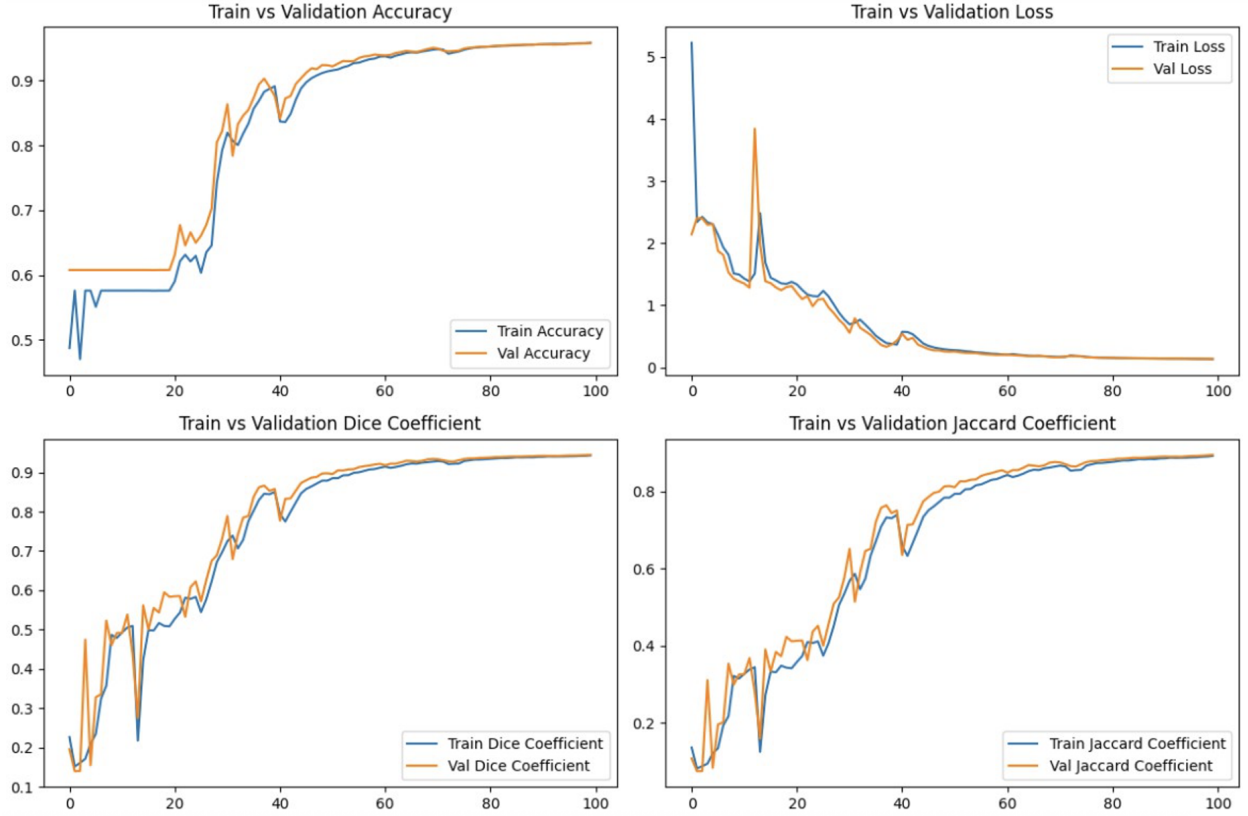 Train vs Validation Accuracy
0.9
0.8
0.7
0.6
0.5
Train Accuracy
Val Accuracy
0 20 40 60 80 100
Train vs Validation Loss
5
4
3
2
1
0
Train Loss
Val Loss
0 20 40 60 80 100
Train vs Validation Dice Coefficient
0.9
0.8
0.7
0.6
0.5
0.4
0.3
0.2
0.1
Train Dice Coefficient
Val Dice Coefficient
0 20 40 60 80 100
Train vs Validation Jaccard Coefficient
0.8
0.6
0.4
0.2
Train Jaccard Coefficient
Val Jaccard Coefficient
0 20 40 60 80 100